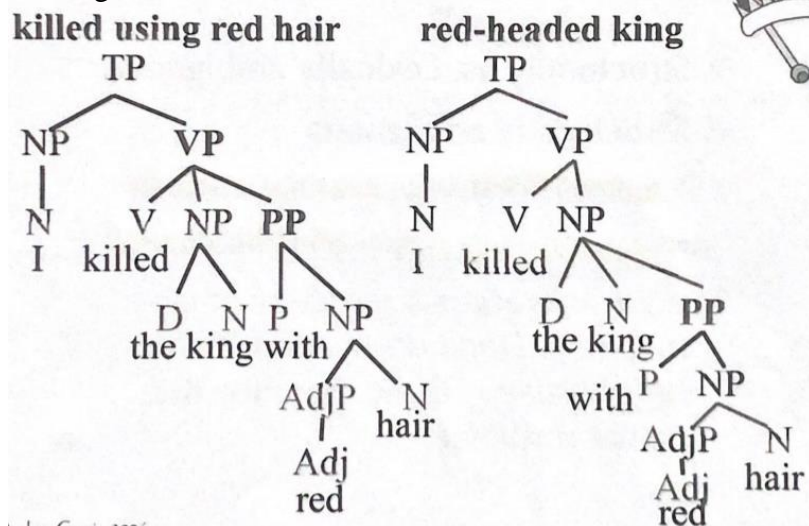 killed using red hair red-headed king
TP TP
NP VP NP VP
N V NP PP N V NP
I killed I killed
D N P NP D N PP
the king with the king
AdjP N P NP
hair with
Adj AdjP N
red Adj hair
red